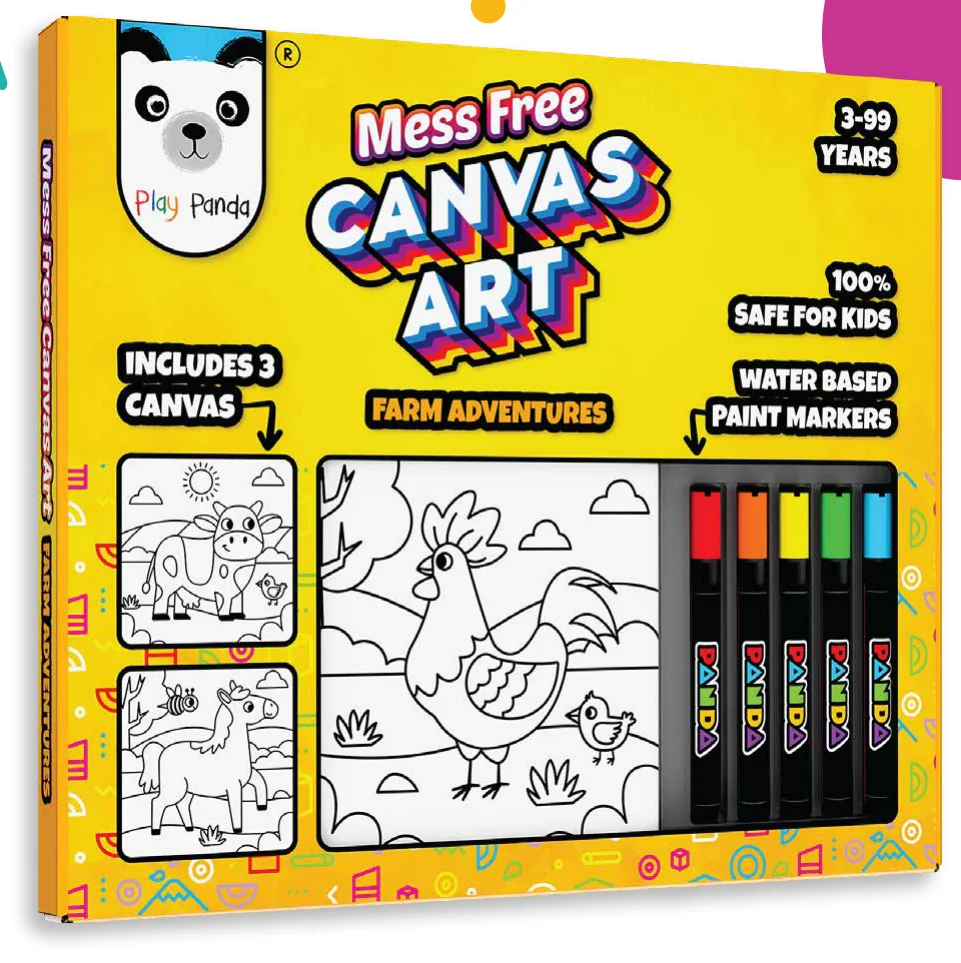 Play Panda
®
Mess Free
CANVAS
ART
3-99
YEARS
100%
SAFE FOR KIDS
INCLUDES 3
CANVAS
FARM ADVENTURES
WATER BASED
PAINT MARKERS
PANDA
PANDA
PANDA
PANDA
PANDA
Mess Free Canvas Art FARM ADVENTURES